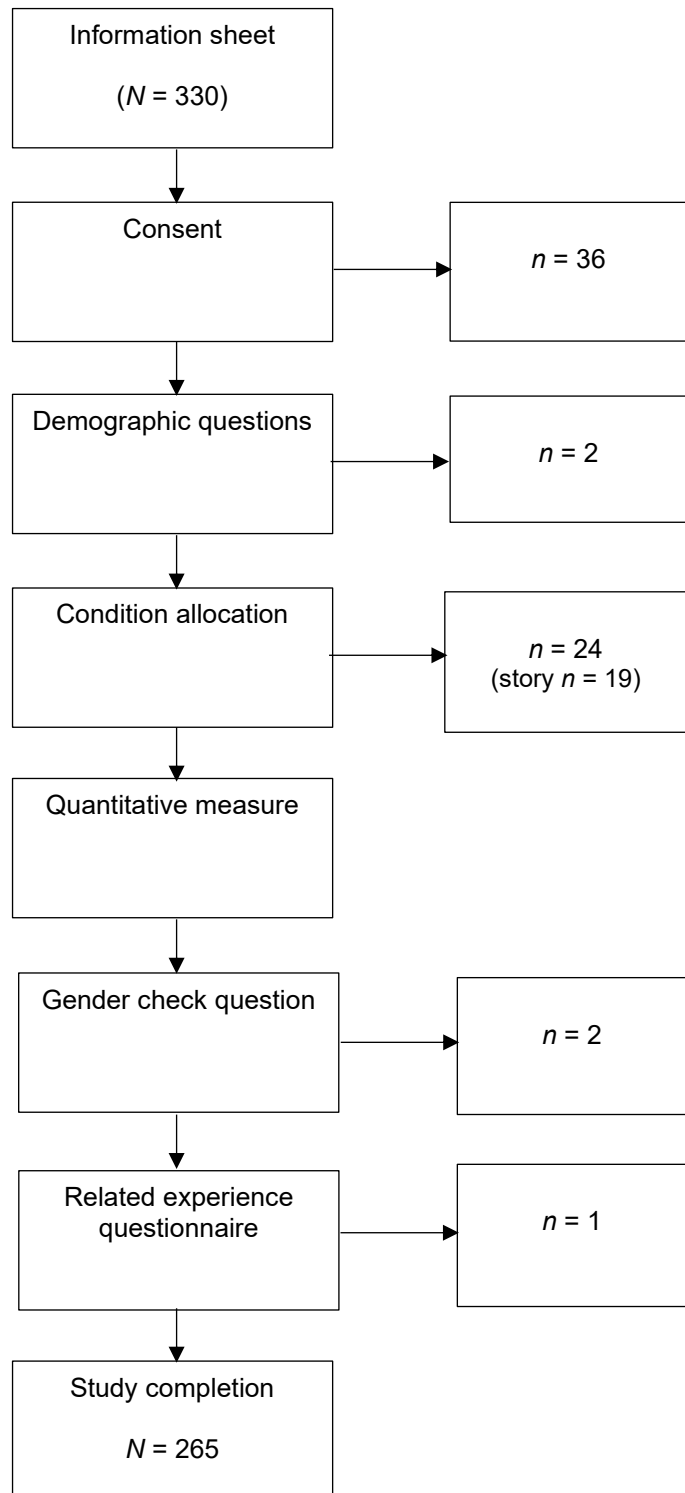 Information sheet
(N = 330)
Consent
n = 36
Demographic questions
n = 2
Condition allocation
n = 24
(story n = 19)
Quantitative measure
Gender check question
n = 2
Related experience
questionnaire
n = 1
Study completion
N = 265